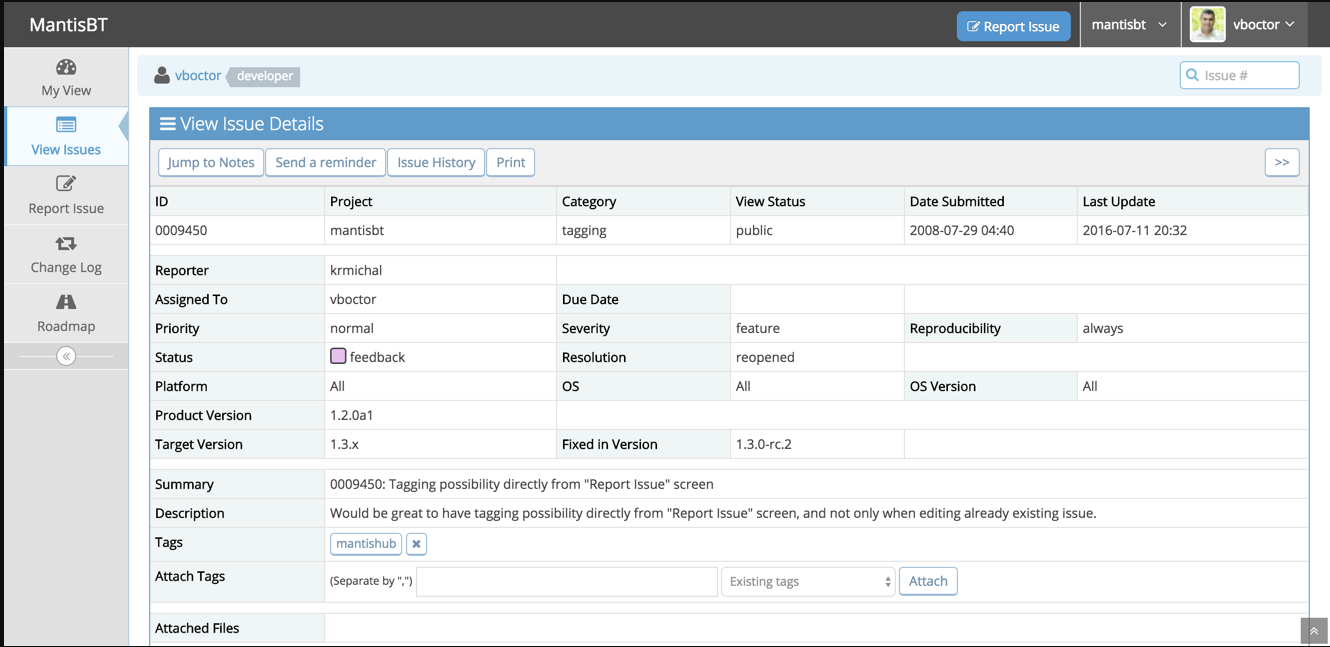 MantisBT
Report Issue mantisbt vboctor
My View
View Issues
Report Issue
Change Log
Roadmap
vboctor developer Issue #
View Issue Details
Jump to Notes Send a reminder Issue History Print >>
ID Project Category View Status Date Submitted Last Update
0009450 mantisbt tagging public 2008-07-29 04:40 2016-07-11 20:32
Reporter krmichal
Assigned To vboctor Due Date
Priority normal Severity feature Reproducibility always
Status feedback Resolution reopened
Platform All OS All OS Version All
Product Version 1.2.0a1
Target Version 1.3.x Fixed in Version 1.3.0-rc.2
Summary 0009450: Tagging possibility directly from "Report Issue" screen
Description Would be great to have tagging possibility directly from "Report Issue" screen, and not only when editing already existing issue.
Tags mantishub
Attach Tags (Separate by ",") Existing tags Attach
Attached Files